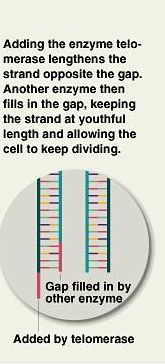 Adding the enzyme telo-
merase lengthens the
strand opposite the gap.
Another enzyme then
fills in the gap, keeping
the strand at youthful
length and allowing the
cell to keep dividing.
Gap filled in by
other enzyme
Added by telomerase